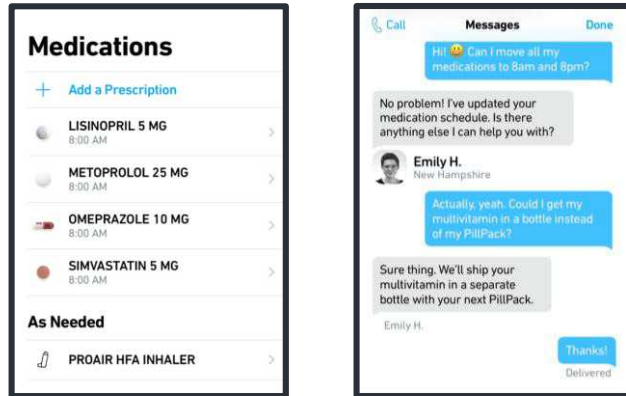 Medications
+ Add a Prescription
LISINOPRIL 5 MG
8:00 AM
METOPROLOL 25 MG
8:00 AM
OMEPRAZOLE 10 MG
8:00 AM
SIMVASTATIN 5 MG
8:00 AM
As Needed
PROAIR HFA INHALER
Call
Messages
Done
Hi! 😀 Can I move all my
medications to 8am and 8pm?
No problem! I've updated your
medication schedule. Is there
anything else I can help you with?
Emily H.
New Hampshire
Actually, yeah. Could I get my
multivitamin in a bottle instead
of my PillPack?
Sure thing. We'll ship your
multivitamin in a separate
bottle with your next PillPack.
Emily H.
Thanks!
Delivered